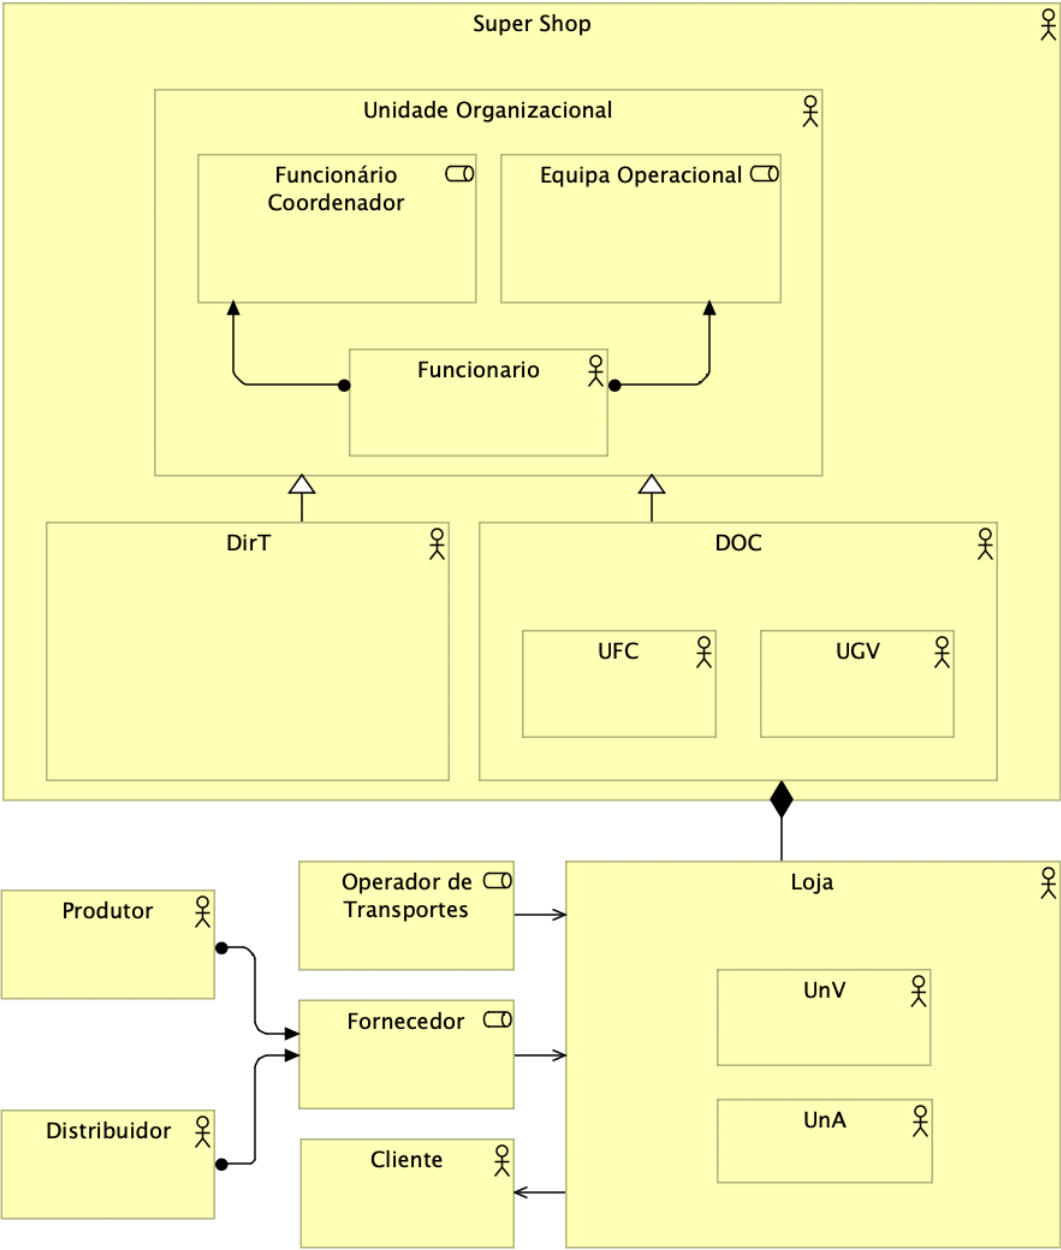 Super Shop
Unidade Organizacional
Funcionário
Coordenador
Equipa Operacional
Funcionario
DirT
DOC
UFC
UGV
Produtor
Operador de
Transportes
Loja
UnV
Fornecedor
UnA
Distribuidor
Cliente